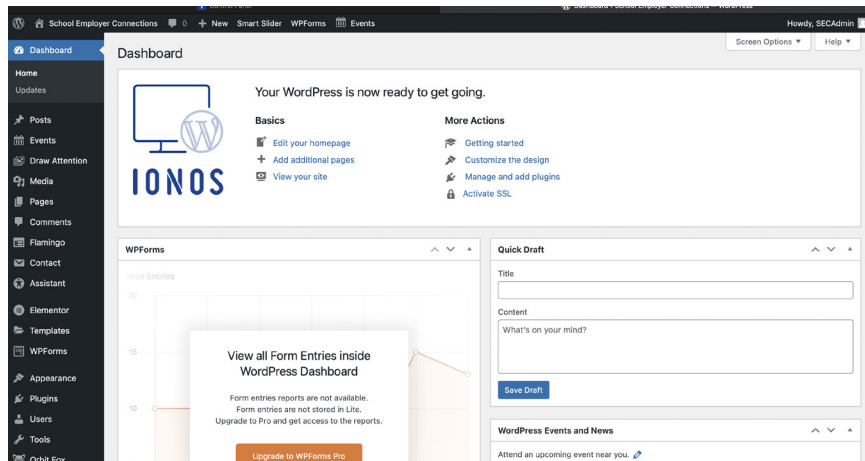 School Employer Connections 0 + New Smart Slider WPForms Events Howdy, SECAdmin
Screen Options ▼ Help ▼
Dashboard
Home
Updates
Posts
Events
Draw Attention
Media
Pages
Comments
Flamingo
Contact
Assistant
Elementor
Templates
WPForms
Appearance
Plugins
Users
Tools
Orbit Fox
Dashboard
IONOS
Your WordPress is now ready to get going.
Basics
Edit your homepage
Add additional pages
View your site
More Actions
Getting started
Customize the design
Manage and add plugins
Activate SSL
WPForms
Total Entries
20
15
10
View all Form Entries inside
WordPress Dashboard
Form entries reports are not available.
Form entries are not stored in Lite.
Upgrade to Pro and get access to the reports.
Upgrade to WPForms Pro
Quick Draft
Title
Content
What's on your mind?
Save Draft
WordPress Events and News
Attend an upcoming event near you.